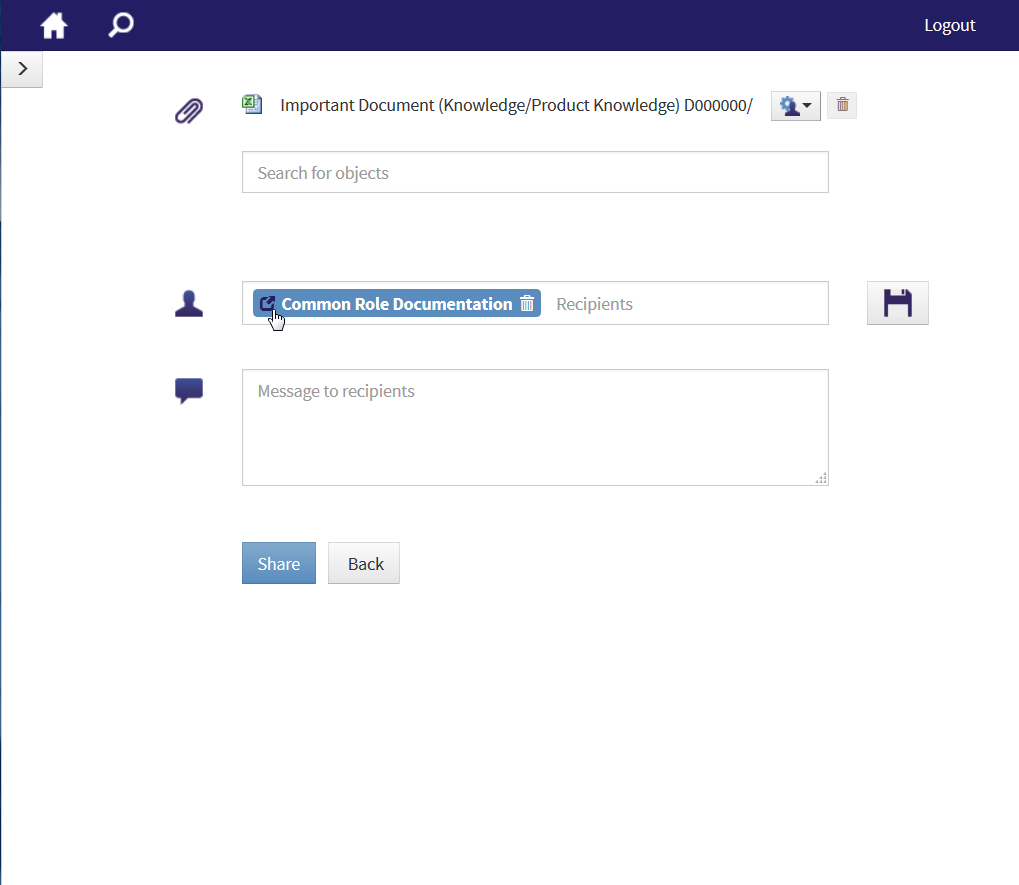 Logout
Important Document (Knowledge/Product Knowledge) D000000/
Search for objects
Common Role Documentation Recipients
Message to recipients
Share Back